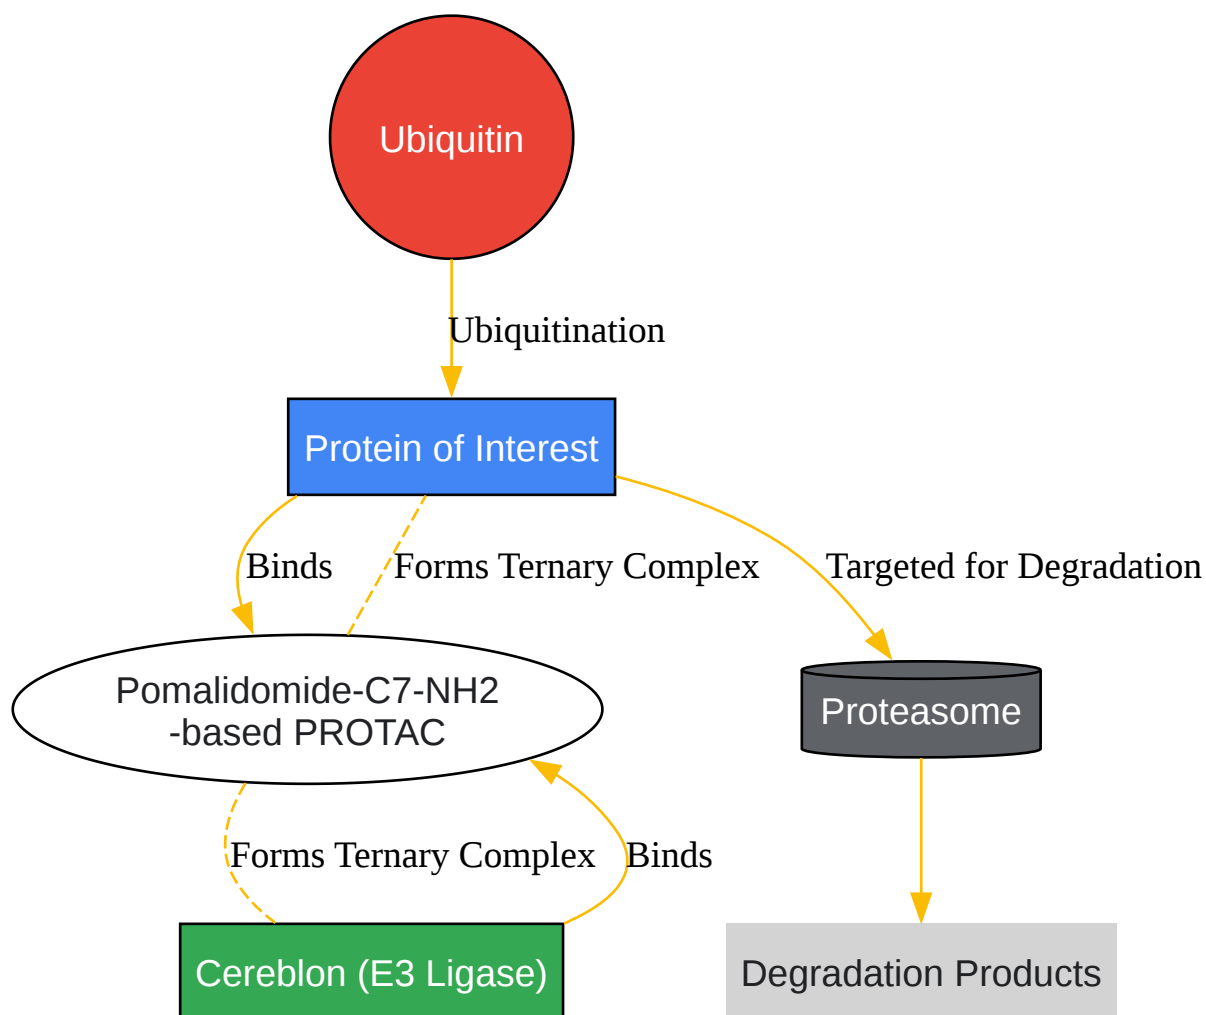 Ubiquitin
Ubiquitination
Protein of Interest
Binds
Forms Ternary Complex
Targeted for Degradation
Pomalidomide-C7-NH2
-based PROTAC
Proteasome
Forms Ternary Complex
Binds
Cereblon (E3 Ligase)
Degradation Products